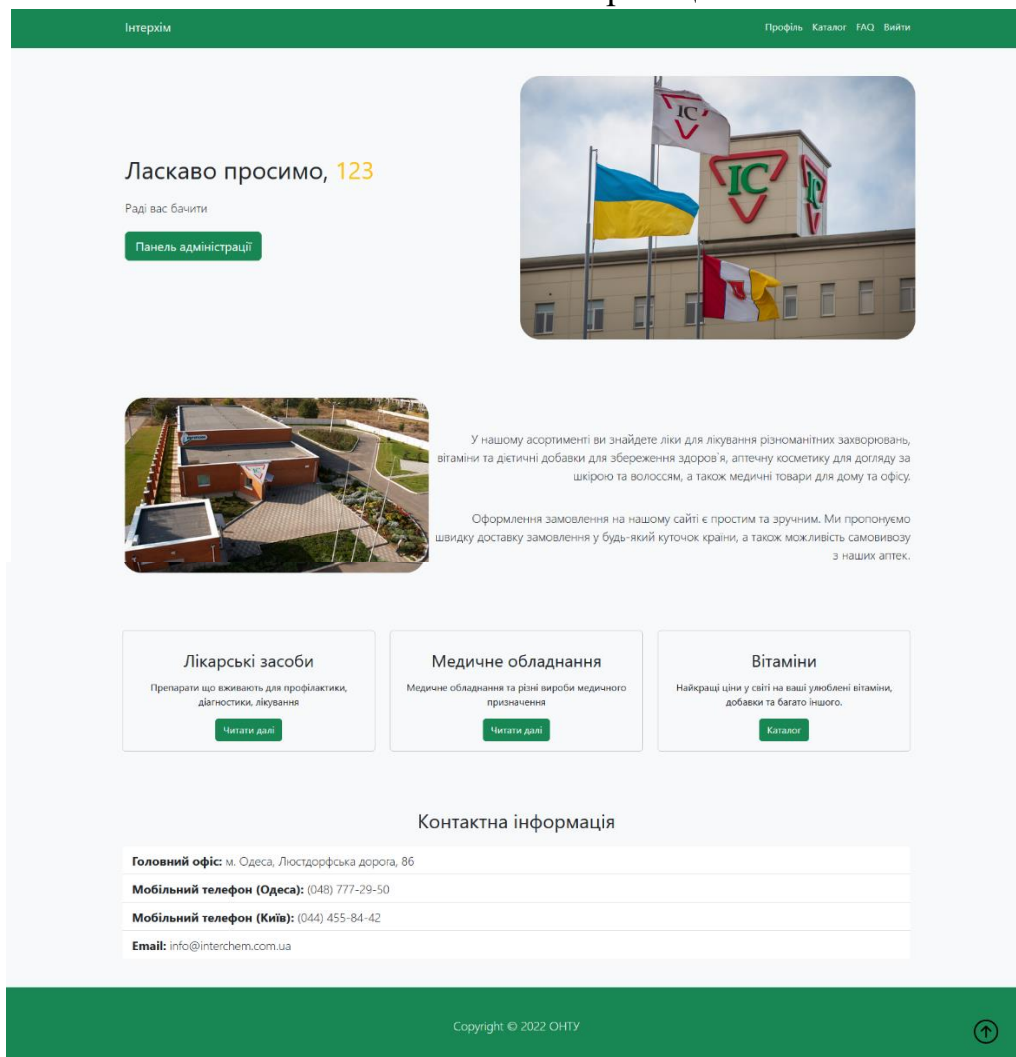 Інтерхім
Профіль Каталог FAQ Вийти
Ласкаво просимо, 123
Раді вас бачити
Панель адміністрації
IC
IC
IC
У нашому асортименті ви знайдете ліки для лікування різноманітних захворювань,
вітаміни та дієтичні добавки для збереження здоров`я, аптечну косметику для догляду за
шкірою та волоссям, а також медичні товари для дому та офісу.
Оформлення замовлення на нашому сайті є простим та зручним. Ми пропонуємо
швидку доставку замовлення у будь-який куточок країни, а також можливість самовивозу
з наших аптек.
Лікарські засоби
Препарати що вживають для профілактики,
діагностики, лікування
Читати далі
Медичне обладнання
Медичне обладнання та різні вироби медичного
призначення
Читати далі
Вітаміни
Найкращі ціни у світі на ваші улюблені вітаміни,
добавки та багато іншого.
Каталог
Контактна інформація
Головний офіс: м. Одеса, Люстдорфська дорога, 86
Мобільний телефон (Одеса): (048) 777-29-50
Мобільний телефон (Київ): (044) 455-84-42
Email: info@interchem.com.ua
Copyright © 2022 ОНТУ